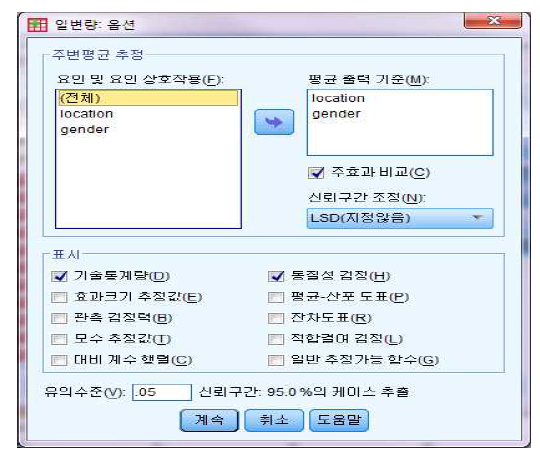 일변량: 옵션
주변평균 추정
요인 및 요인 상호작용(F):
(전체)
location
gender
평균 출력 기준(M):
location
gender
주효과 비교(C)
신뢰구간 조정(N):
LSD(지정않음)
표시
기술통계량(D)
동질성 검정(H)
효과크기 추정값(E)
평균-산포 도표(P)
관측 검정력(B)
잔차도표(R)
모수 추정값(T)
적합결여 검정(L)
대비 계수 행렬(C)
일반 추정가능 함수(G)
유의수준(V): .05 신뢰구간: 95.0 %의 케이스 추출
계속 취소 도움말